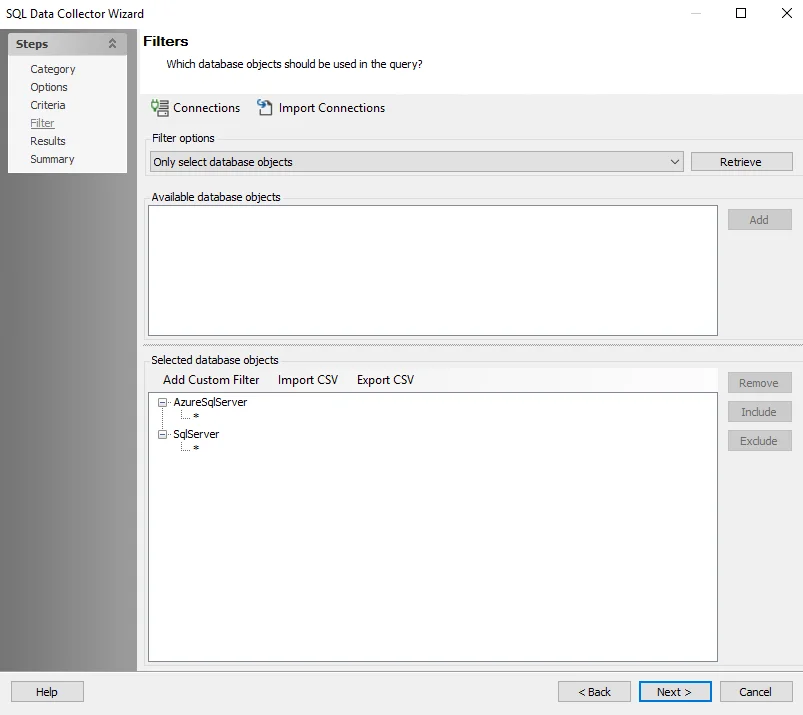 SQL Data Collector Wizard
Steps
Category
Options
Criteria
Filter
Results
Summary
Filters
Which database objects should be used in the query?
Connections Import Connections
Filter options
Only select database objects Retrieve
Available database objects
Add
Selected database objects
Add Custom Filter Import CSV Export CSV
Remove
Include
Exclude
AzureSqlServer
*
SqlServer
*
Help < Back Next > Cancel